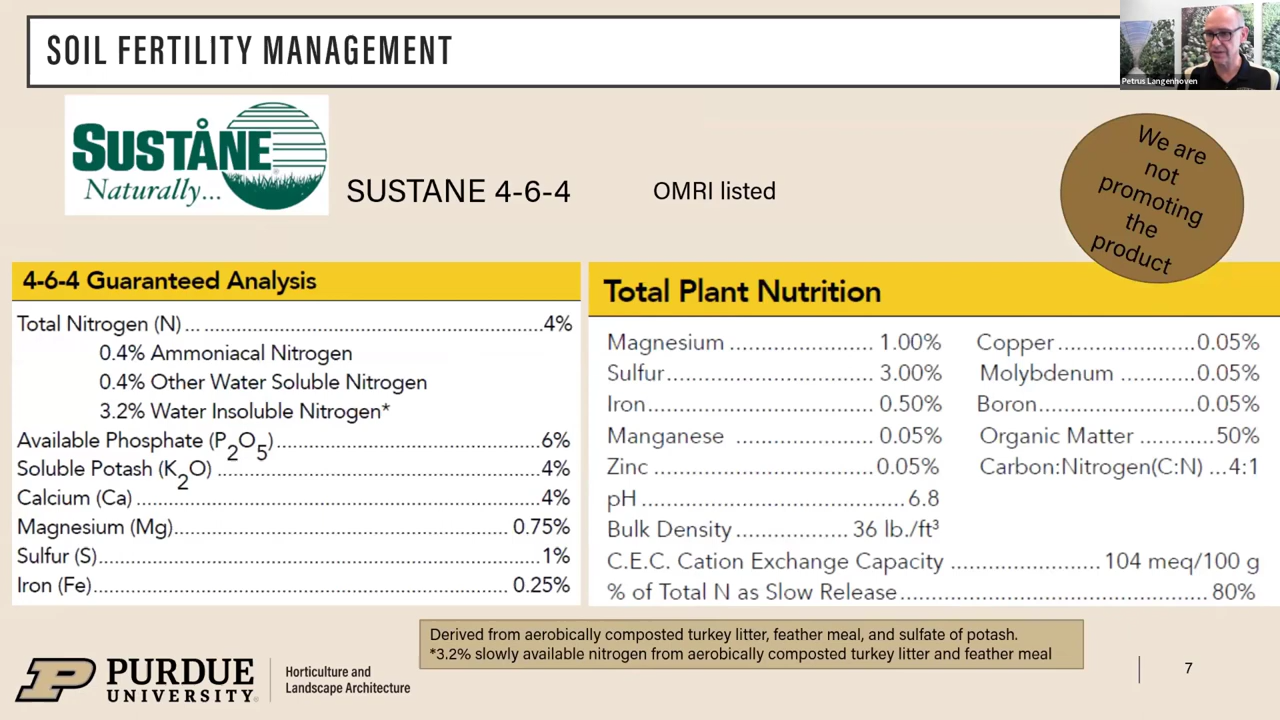 SOIL FERTILITY MANAGEMENT
Petrus Langenhoven
SUSTÅNE
Naturally...
SUSTANE 4-6-4
OMRI listed
We are
not
promoting
the
product
4-6-4 Guaranteed Analysis
Total Nitrogen (N) ... ........................................................4%
0.4% Ammoniacal Nitrogen
0.4% Other Water Soluble Nitrogen
3.2% Water Insoluble Nitrogen*
Available Phosphate (P2O5)............................................6%
Soluble Potash (K2O) ......................................................4%
Calcium (Ca) ....................................................................4%
Magnesium (Mg)........................................................ 0.75%
Sulfur (S)...........................................................................1%
Iron (Fe)...................................................................... 0.25%
Total Plant Nutrition
Magnesium ...................... 1.00%
Sulfur................................ 3.00%
Iron................................... 0.50%
Manganese ..................... 0.05%
Zinc ...................................0.05%
pH.........................................6.8
Bulk Density ................. 36 lb./ft³
Copper.....................0.05%
Molybdenum ...........0.05%
Boron.......................0.05%
Organic Matter ..........50%
Carbon:Nitrogen(C:N) ...4:1
C.E.C. Cation Exchange Capacity ....................... 104 meq/100 g
% of Total N as Slow Release................................................ 80%
Derived from aerobically composted turkey litter, feather meal, and sulfate of potash.
*3.2% slowly available nitrogen from aerobically composted turkey litter and feather meal
PURDUE
UNIVERSITY®
Horticulture and
Landscape Architecture
7